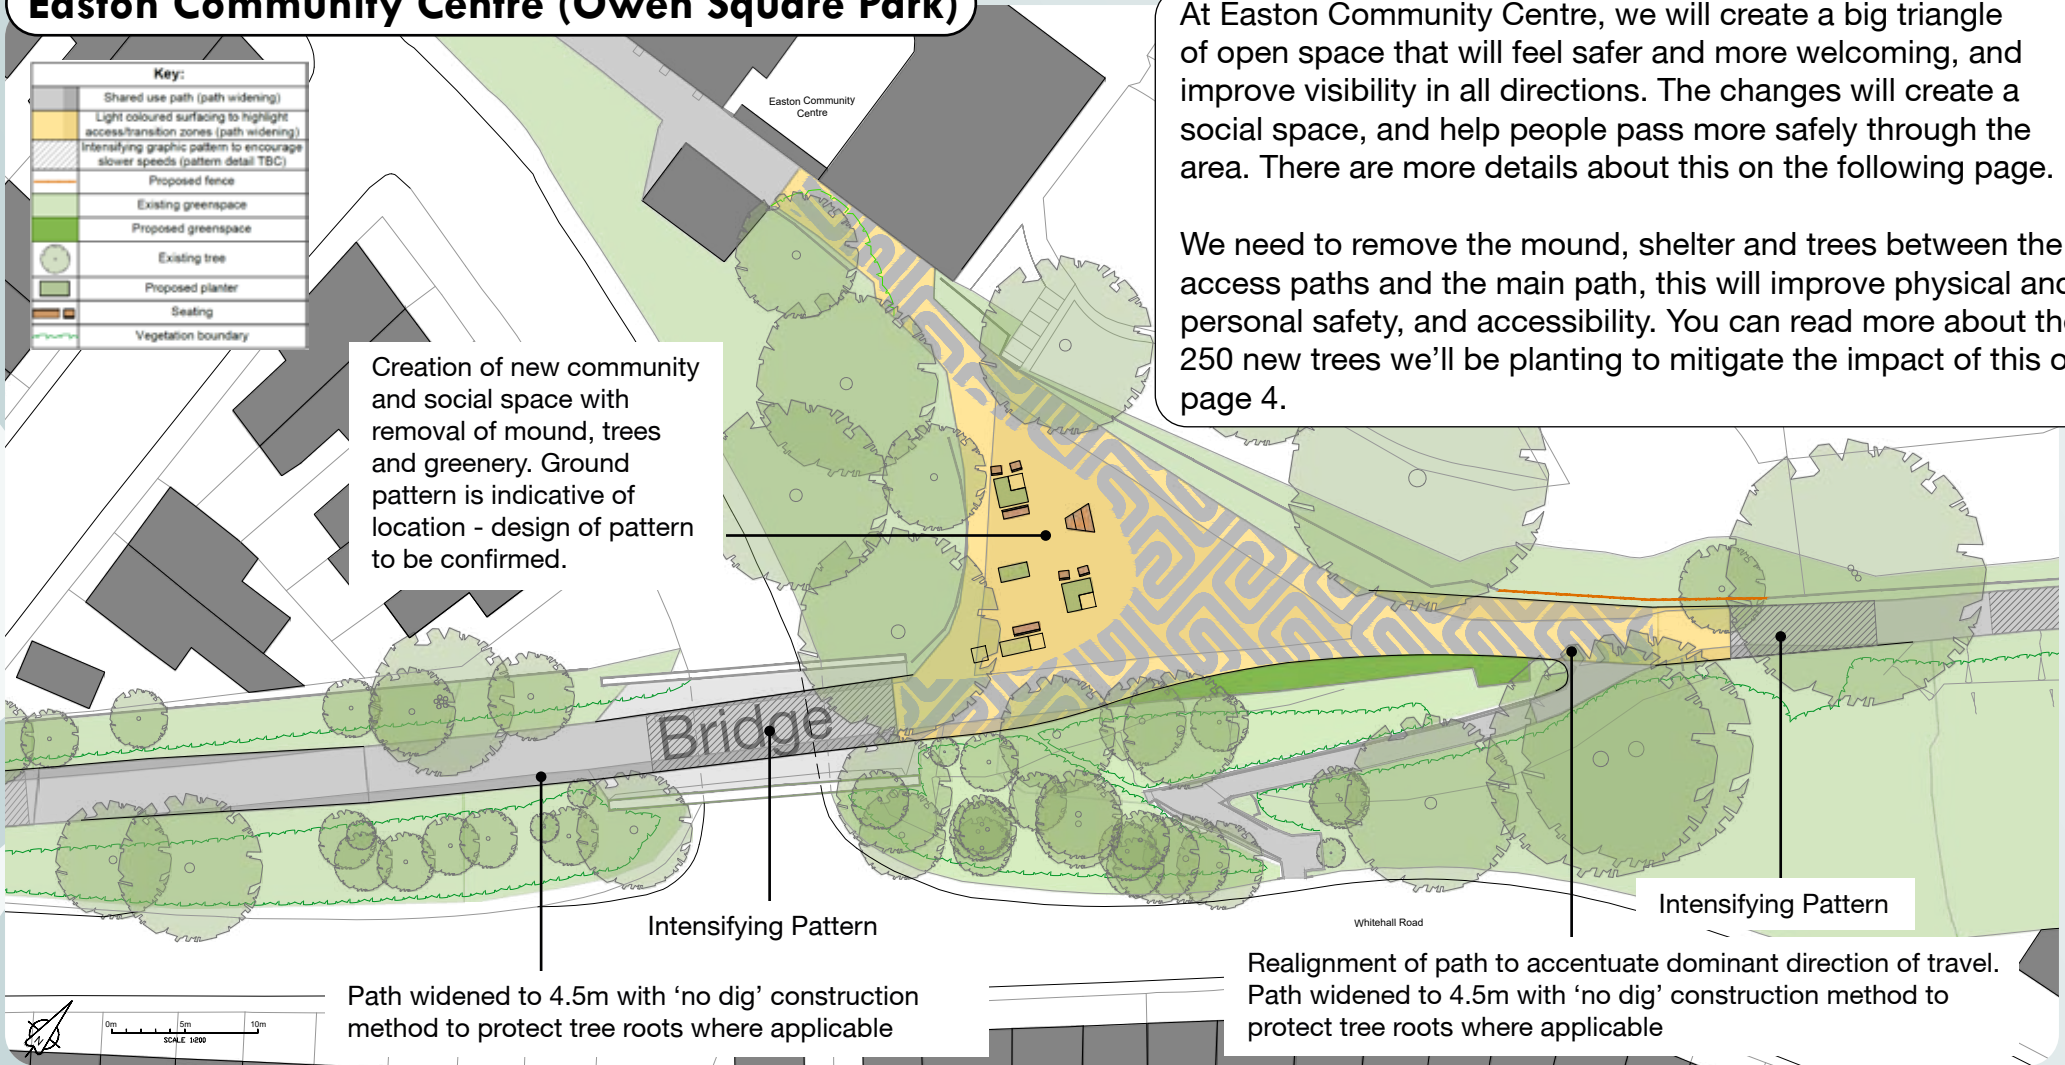 Easton Community Centre (Owen Square Park)
At Easton Community Centre, we will create a big triangle
of open space that will feel safer and more welcoming, and
improve visibility in all directions. The changes will create a
social space, and help people pass more safely through the
area. There are more details about this on the following page.
We need to remove the mound, shelter and trees between the
access paths and the main path, this will improve physical and
personal safety, and accessibility. You can read more about the
250 new trees we’ll be planting to mitigate the impact of this o
page 4.
Key:
Shared use path (path widening)
Light coloured surfacing to highlight
access/transition zones (path widening)
Intensifying graphic pattern to encourage
slower speeds (pattern detail TBC)
Proposed fence
Existing greenspace
Proposed greenspace
Existing tree
Proposed planter
Seating
Vegetation boundary
Easton Community
Centre
Creation of new community
and social space with
removal of mound, trees
and greenery. Ground
pattern is indicative of
location - design of pattern
to be confirmed.
Bridge
Intensifying Pattern
Path widened to 4.5m with ‘no dig’ construction
method to protect tree roots where applicable
Whitehall Road
Intensifying Pattern
Realignment of path to accentuate dominant direction of travel.
Path widened to 4.5m with ‘no dig’ construction method to
protect tree roots where applicable
N
0m 5m 10m
SCALE 1:200